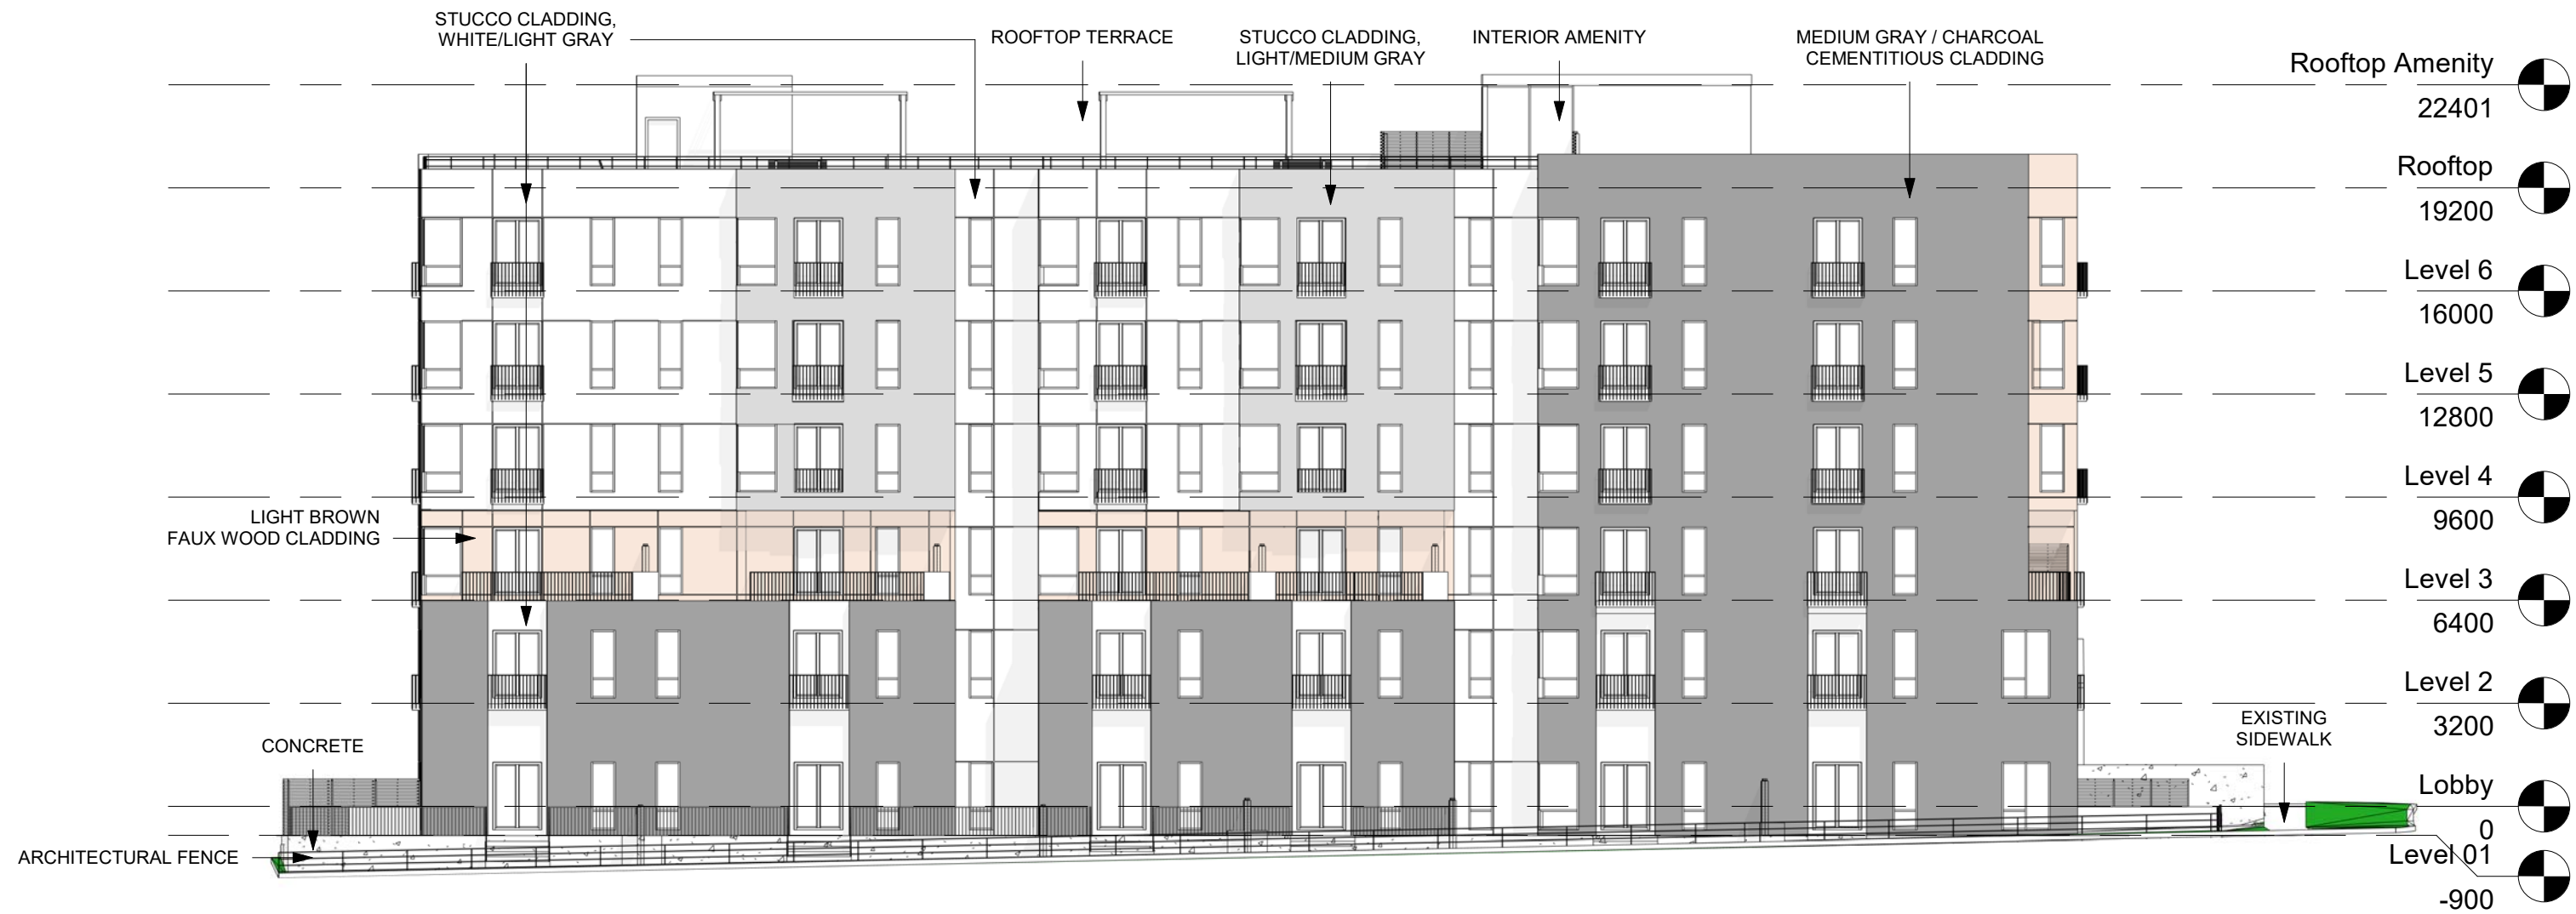 STUCCO CLADDING,
WHITE/LIGHT GRAY
ROOFTOP TERRACE
STUCCO CLADDING,
LIGHT/MEDIUM GRAY
INTERIOR AMENITY
MEDIUM GRAY / CHARCOAL
CEMENTITIOUS CLADDING
Rooftop Amenity
22401
Rooftop
19200
Level 6
16000
Level 5
12800
Level 4
9600
LIGHT BROWN
FAUX WOOD CLADDING
Level 3
6400
Level 2
3200
EXISTING
SIDEWALK
CONCRETE
Lobby
0
ARCHITECTURAL FENCE
Level 01
-900